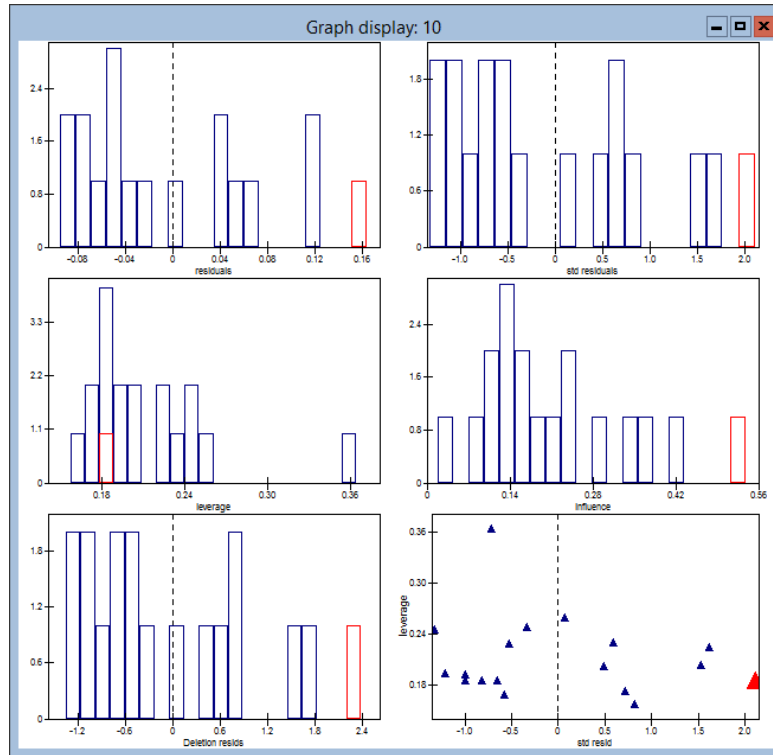 Graph display: 10
2.4
1.6
0.8
0
-0.08 -0.04 0 0.04 0.08 0.12 0.16
residuals
1.8
1.2
0.6
0
-1.0 -0.5 0 0.5 1.0 1.5 2.0
std residuals
3.3
2.2
1.1
0
0.18 0.24 0.30 0.36
leverage
2.4
1.6
0.8
0
0 0.14 0.28 0.42 0.56
Influence
1.8
1.2
0.6
0
-1.2 -0.6 0 0.6 1.2 1.8 2.4
Deletion resids
leverage
0.36
0.30
0.24
0.18
-1.0 -0.5 0 0.5 1.0 1.5 2.0
std resid